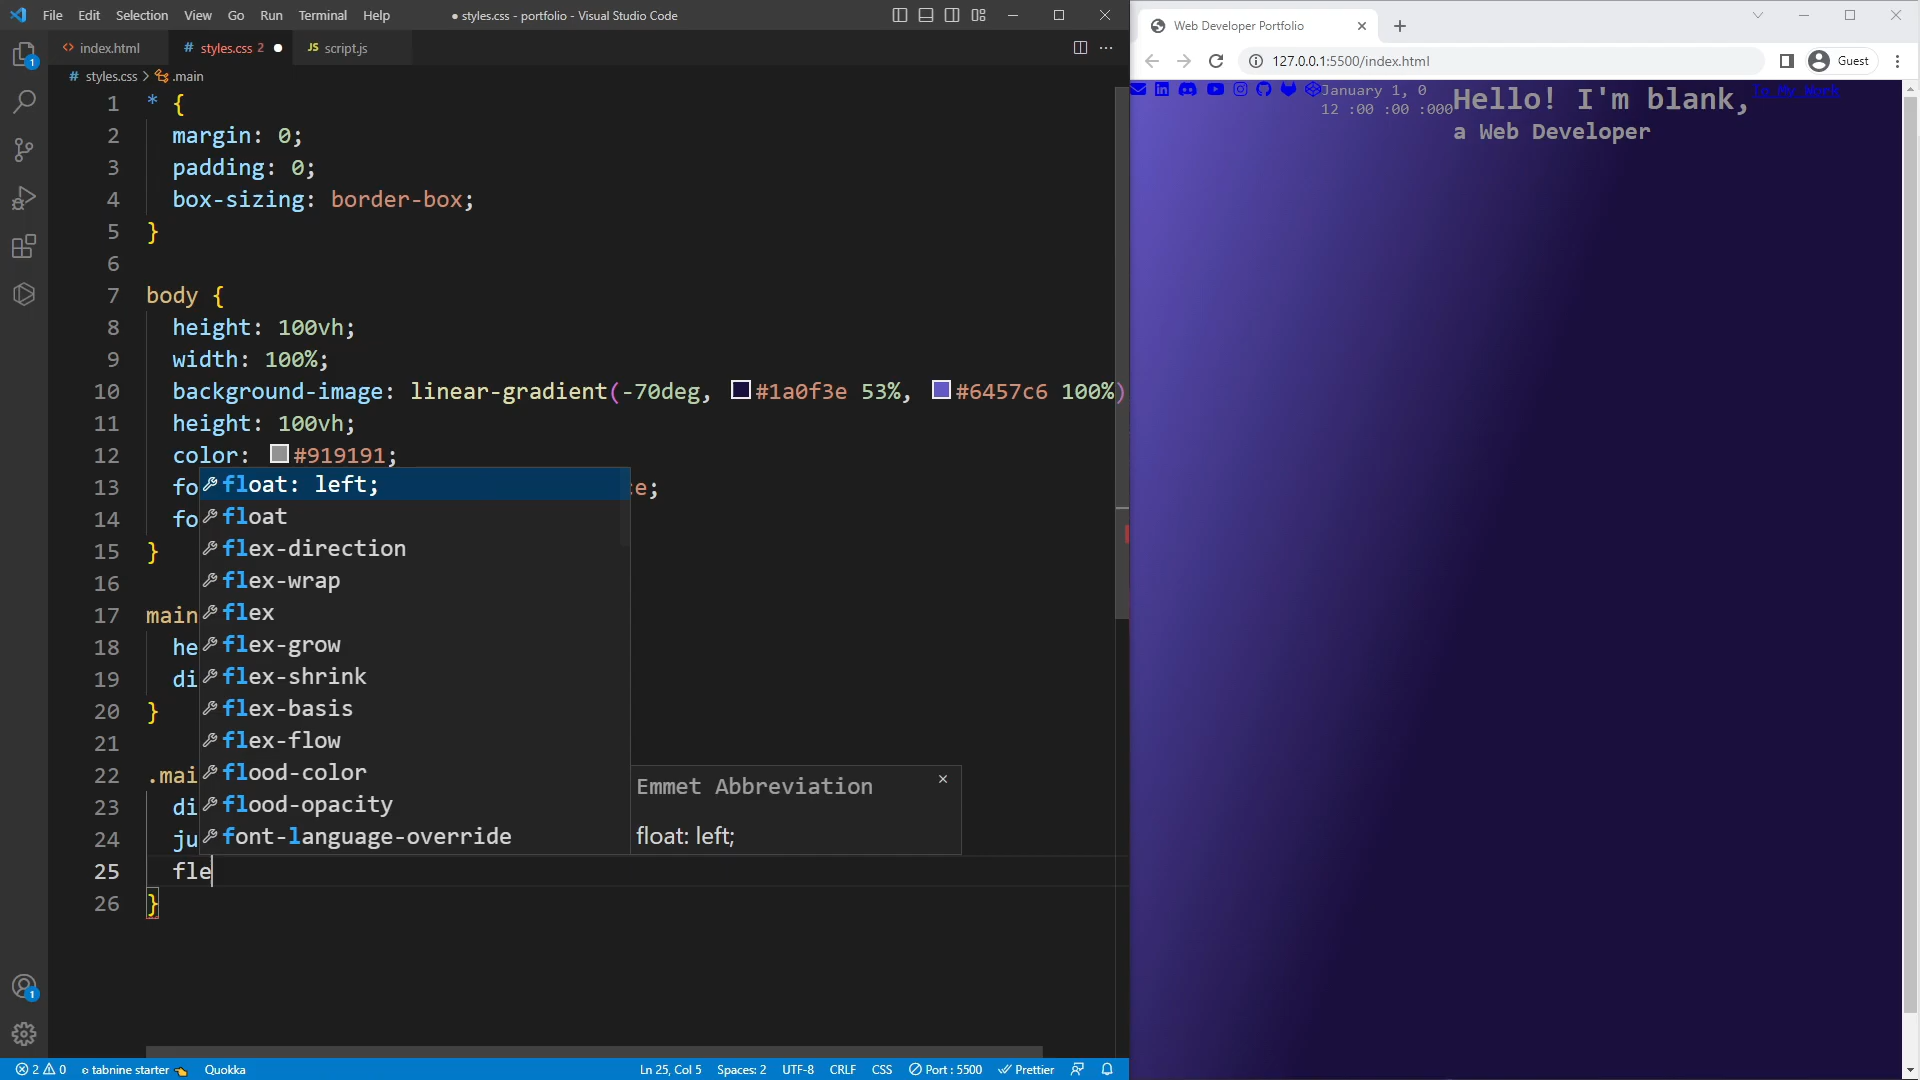 File Edit Selection View Go Run Terminal Help
● styles.css - portfolio - Visual Studio Code
<> index.html
# styles.css 2 ●
JS script.js
# styles.css > .main
1 * {
2 margin: 0;
3 padding: 0;
4 box-sizing: border-box;
5 }
6
7 body {
8 height: 100vh;
9 width: 100%;
10 background-image: linear-gradient(-70deg, #1a0f3e 53%, #6457c6 100%)
11 height: 100vh;
12 color: #919191;
13 fo e;
14 fo
15 }
16
17 main
18 he
19 di
20 }
21
22 .mai
23 di
24 ju
25 fle
26 }
float: left;
float
flex-direction
flex-wrap
flex
flex-grow
flex-shrink
flex-basis
flex-flow
flood-color
flood-opacity
font-language-override
Emmet Abbreviation ×
float: left;
1
1
2 0 tabnine starter 👈 Quokka
Ln 25, Col 5 Spaces: 2 UTF-8 CRLF CSS Port : 5500 Prettier
Web Developer Portfolio
127.0.0.1:5500/index.html
Guest
January 1, 0
12 :00 :00 :000
Hello! I'm blank,
a Web Developer
To My Work